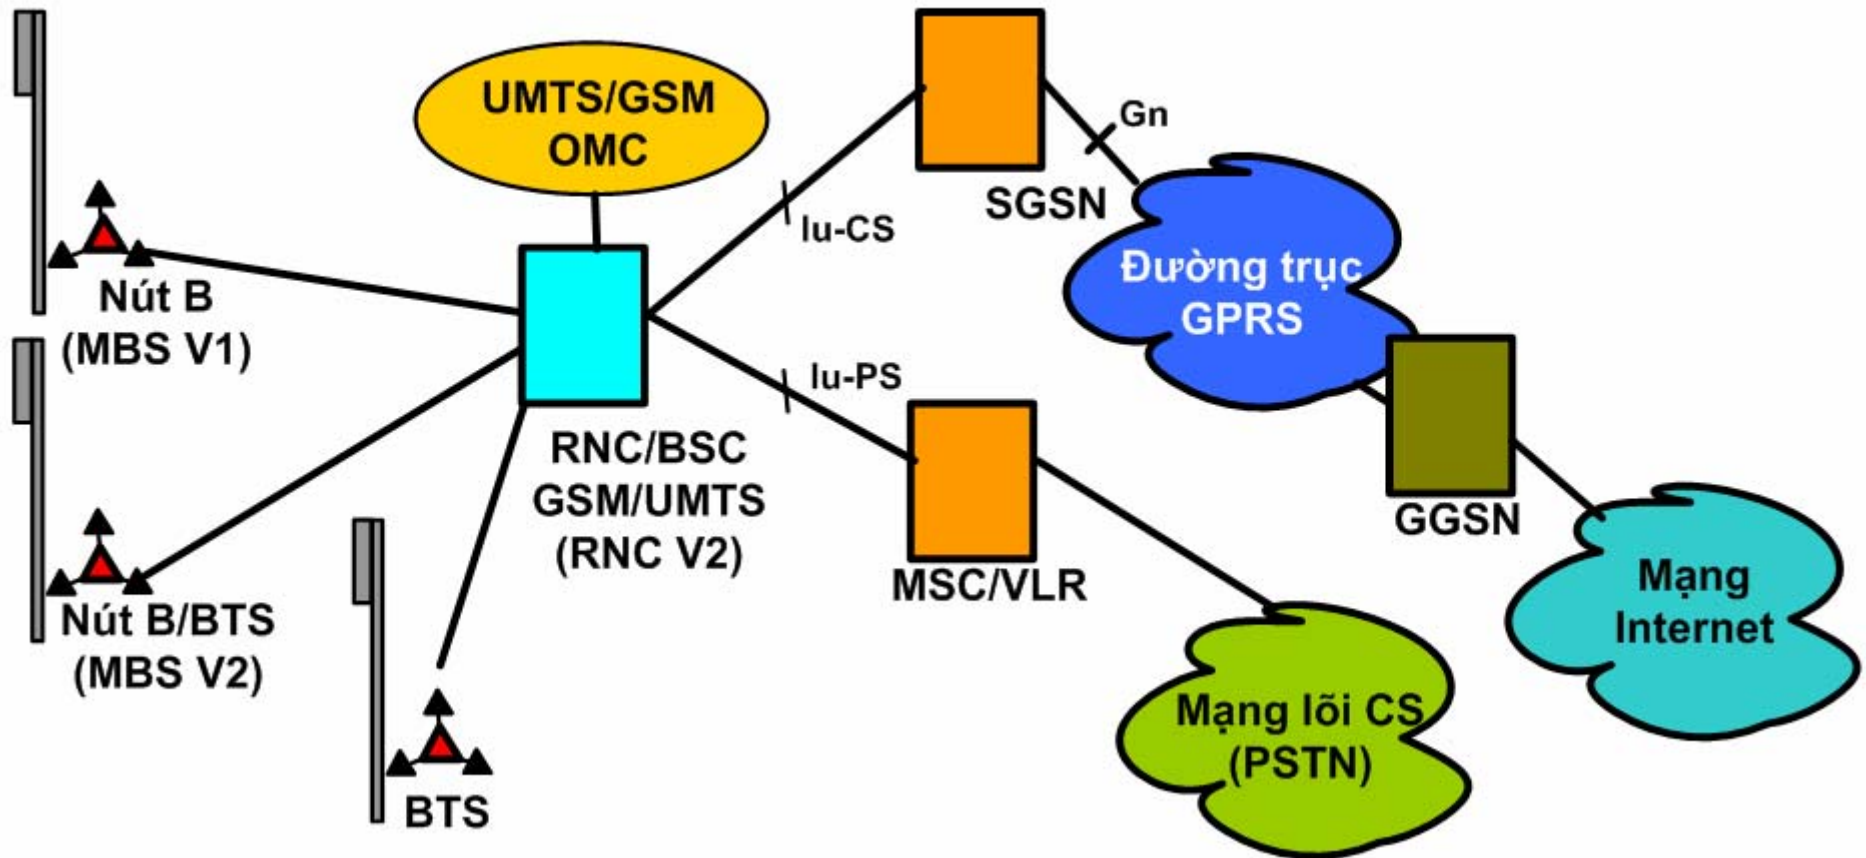 UMTS/GSM
OMC
SGSN
Gn
Iu-CS
Đường trục
GPRS
Nút B
(MBS V1)
Iu-PS
RNC/BSC
GSM/UMTS
(RNC V2)
MSC/VLR
GGSN
Mạng
Internet
Nút B/BTS
(MBS V2)
Mạng lõi CS
(PSTN)
BTS